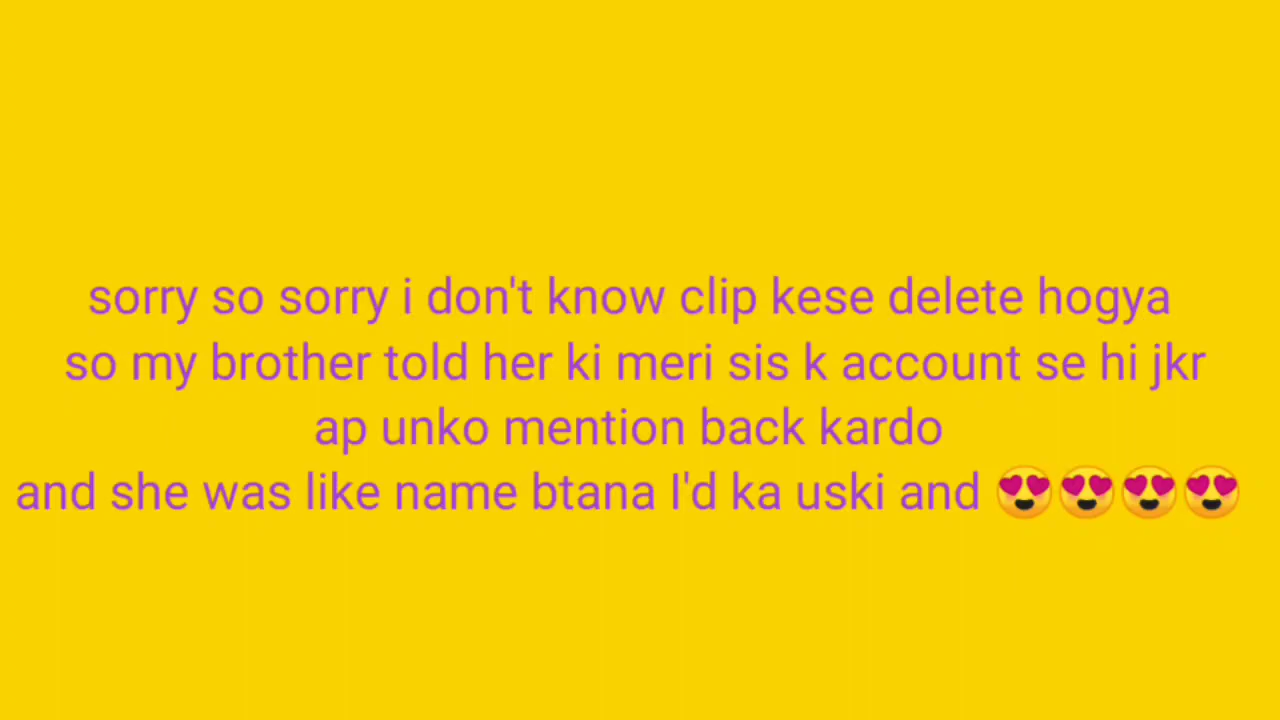 sorry so sorry i don't know clip kese delete hogya
so my brother told her ki meri sis k account se hi jkr
ap unko mention back kardo
and she was like name btana I'd ka uski and 😍😍😍😍